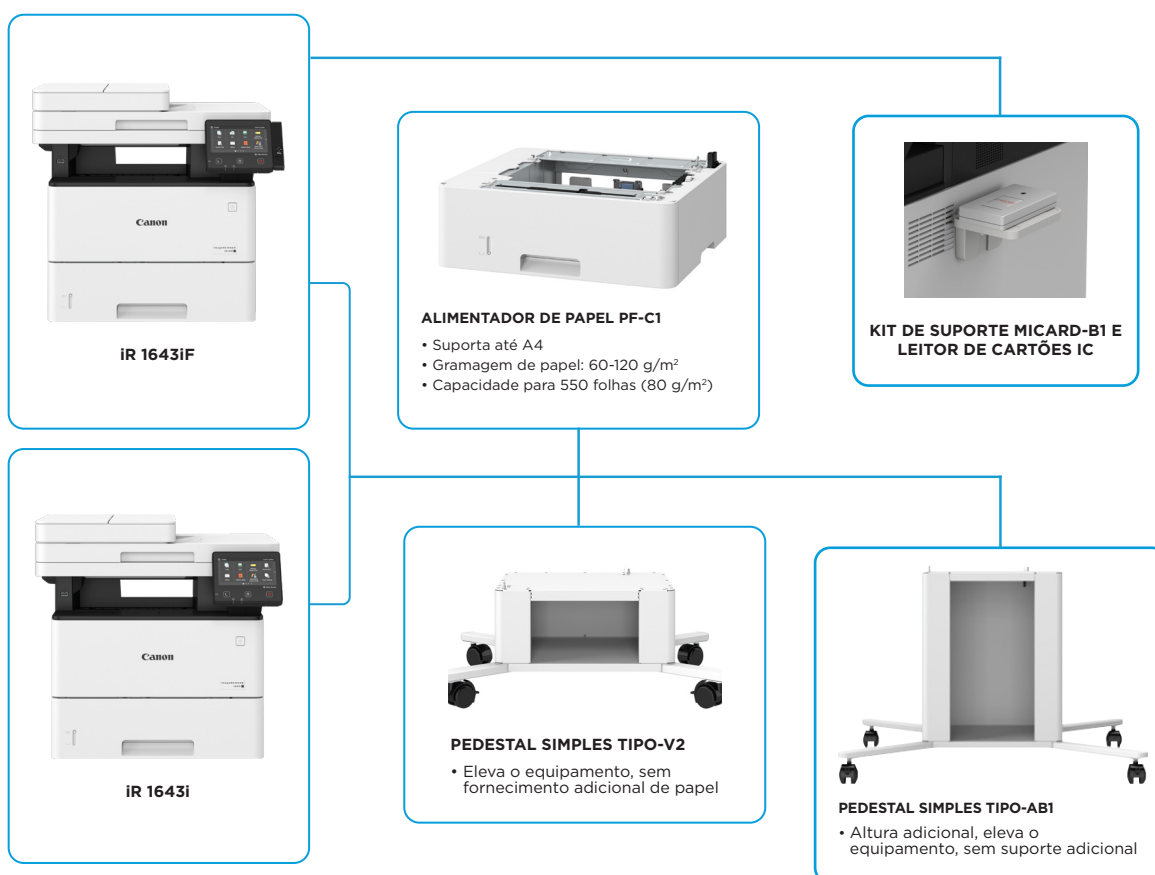 Canon
iR 1643iF
ALIMENTADOR DE PAPEL PF-C1
• Suporta até A4
• Gramagem de papel: 60-120 g/m²
• Capacidade para 550 folhas (80 g/m²)
KIT DE SUPORTE MICARD-B1 E
LEITOR DE CARTÕES IC
Canon
iR 1643i
PEDESTAL SIMPLES TIPO-V2
• Eleva o equipamento, sem
fornecimento adicional de papel
PEDESTAL SIMPLES TIPO-AB1
• Altura adicional, eleva o
equipamento, sem suporte adicional